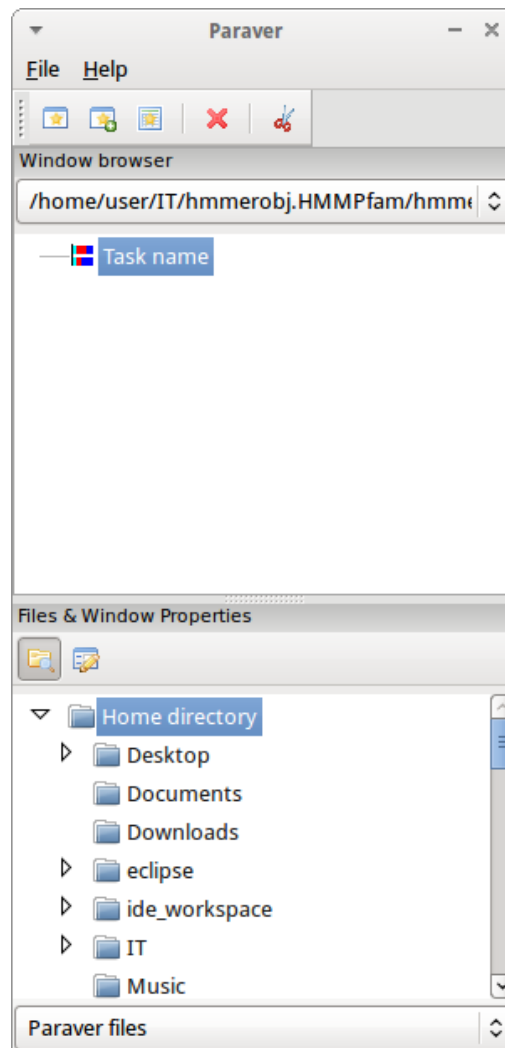 Paraver
File Help
Window browser
/home/user/IT/hmmerobj.HMMPfam/hmme
Task name
Files & Window Properties
Home directory
Desktop
Documents
Downloads
eclipse
ide_workspace
IT
Music
Paraver files